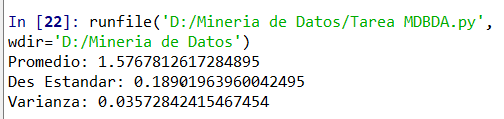 In [22]: runfile('D:/Mineria de Datos/Tarea MDBDA.py',
wdir='D:/Mineria de Datos')
Promedio: 1.5767812617284895
Des Estandar: 0.18901963960042495
Varianza: 0.03572842415467454